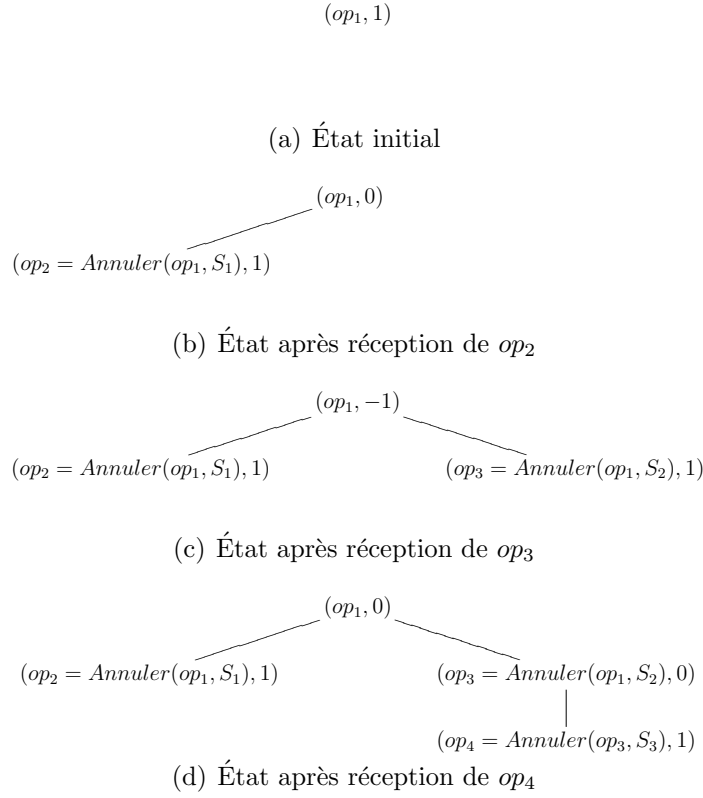 (op₁, 1)
(a) État initial
(op₁, 0)
(op₂ = Annuler(op₁, S₁), 1)
(b) État après réception de op₂
(op₁, −1)
(op₂ = Annuler(op₁, S₁), 1) (op₃ = Annuler(op₁, S₂), 1)
(c) État après réception de op₃
(op₁, 0)
(op₂ = Annuler(op₁, S₁), 1) (op₃ = Annuler(op₁, S₂), 0)
(op₄ = Annuler(op₃, S₃), 1)
(d) État après réception de op₄